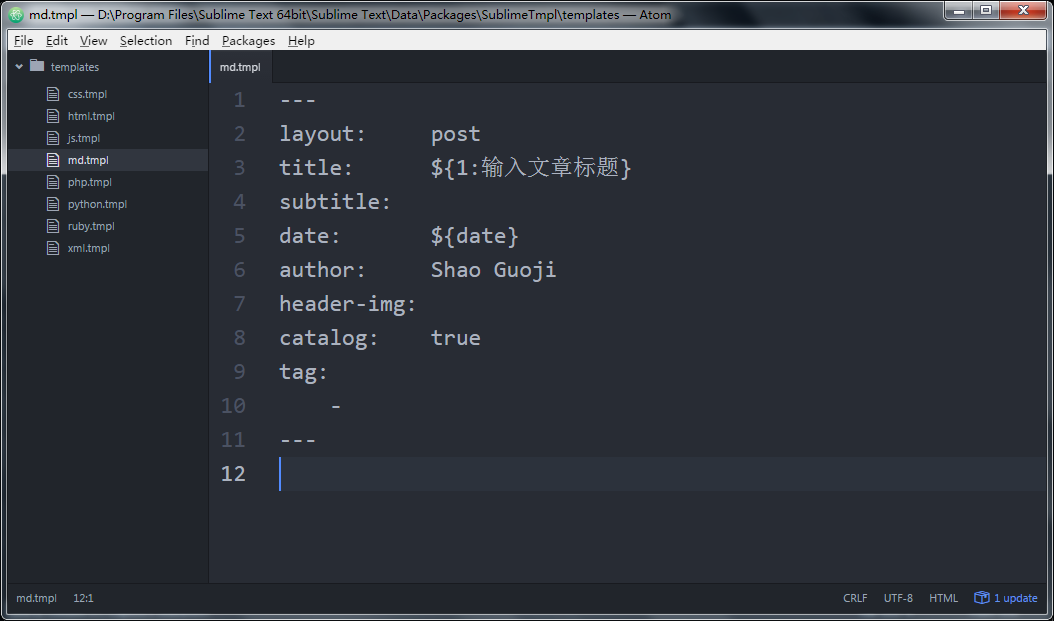 md.tmpl — D:\Program Files\Sublime Text 64bit\Sublime Text\Data\Packages\SublimeTmpl\templates — Atom
File Edit View Selection Find Packages Help
templates
css.tmpl
html.tmpl
js.tmpl
md.tmpl
php.tmpl
python.tmpl
ruby.tmpl
xml.tmpl
md.tmpl
1 ---
2 layout: post
3 title: ${1:输入文章标题}
4 subtitle:
5 date: ${date}
6 author: Shao Guoji
7 header-img:
8 catalog: true
9 tag:
10 -
11 ---
12
md.tmpl 12:1 CRLF UTF-8 HTML 1 update